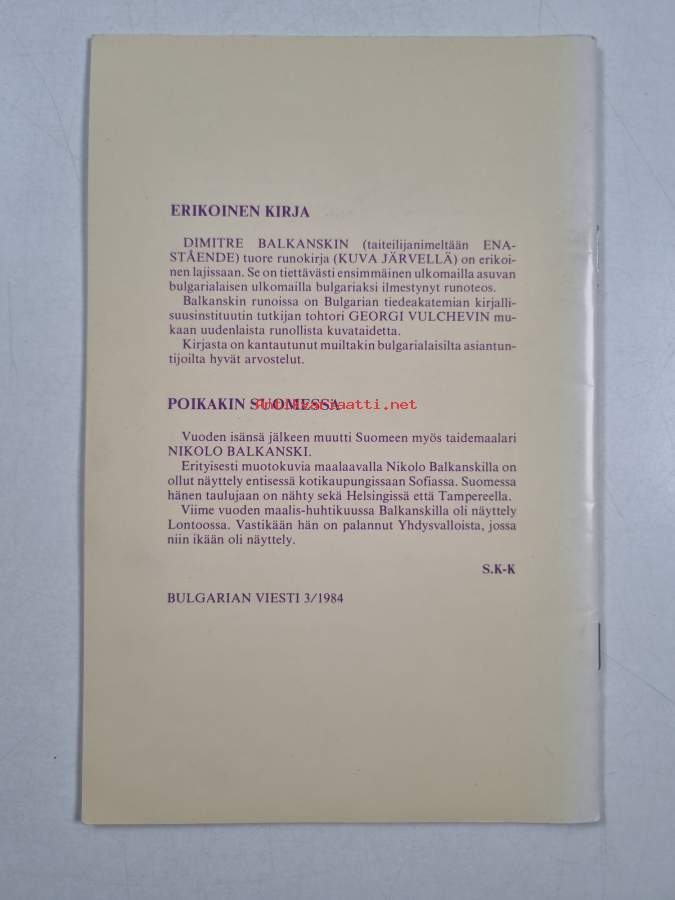 ERIKOINEN KIRJA
DIMITRE BALKANSKIN (taiteilijanimeltään ENA-
STÅENDE) tuore runokirja (KUVA JÄRVELLÄ) on erikoi-
nen lajissaan. Se on tiettävästi ensimmäinen ulkomailla asuvan
bulgarialaisen ulkomailla bulgariaksi ilmestynyt runoteos.
Balkanskin runoissa on Bulgarian tiedeakatemian kirjalli-
suusinstituutin tutkijan tohtori GEORGI VULCHEVIN mu-
kaan uudenlaista runollista kuvataidetta.
Kirjasta on kantautunut muiltakin bulgarialaisilta asiantun-
tijoilta hyvät arvostelut.
POIKAKIN SUOMESSA
Antikvariaatti.net
Vuoden isänsä jälkeen muutti Suomeen myös taidemaalari
NIKOLO BALKANSKI.
Erityisesti muotokuvia maalaavalla Nikolo Balkanskilla on
ollut näyttely entisessä kotikaupungissaan Sofiassa. Suomessa
hänen taulujaan on nähty sekä Helsingissä että Tampereella.
Viime vuoden maalis-huhtikuussa Balkanskilla oli näyttely
Lontoossa. Vastikään hän on palannut Yhdysvalloista, jossa
niin ikään oli näyttely.
S.K-K
BULGARIAN VIESTI 3/1984